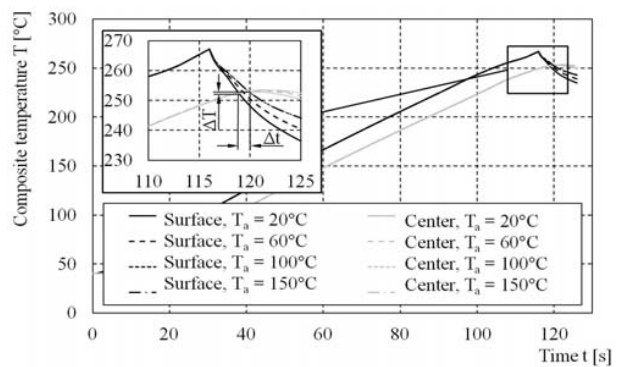 Composite temperature T [°C]
300
250
200
150
100
50
0
0
20
40
60
80
100
120
Time t [s]
270
260
250
240
230
110
115
120
125
ΔT
Δt
Surface, Tₐ = 20°C
Surface, Tₐ = 60°C
Surface, Tₐ = 100°C
Surface, Tₐ = 150°C
Center, Tₐ = 20°C
Center, Tₐ = 60°C
Center, Tₐ = 100°C
Center, Tₐ = 150°C